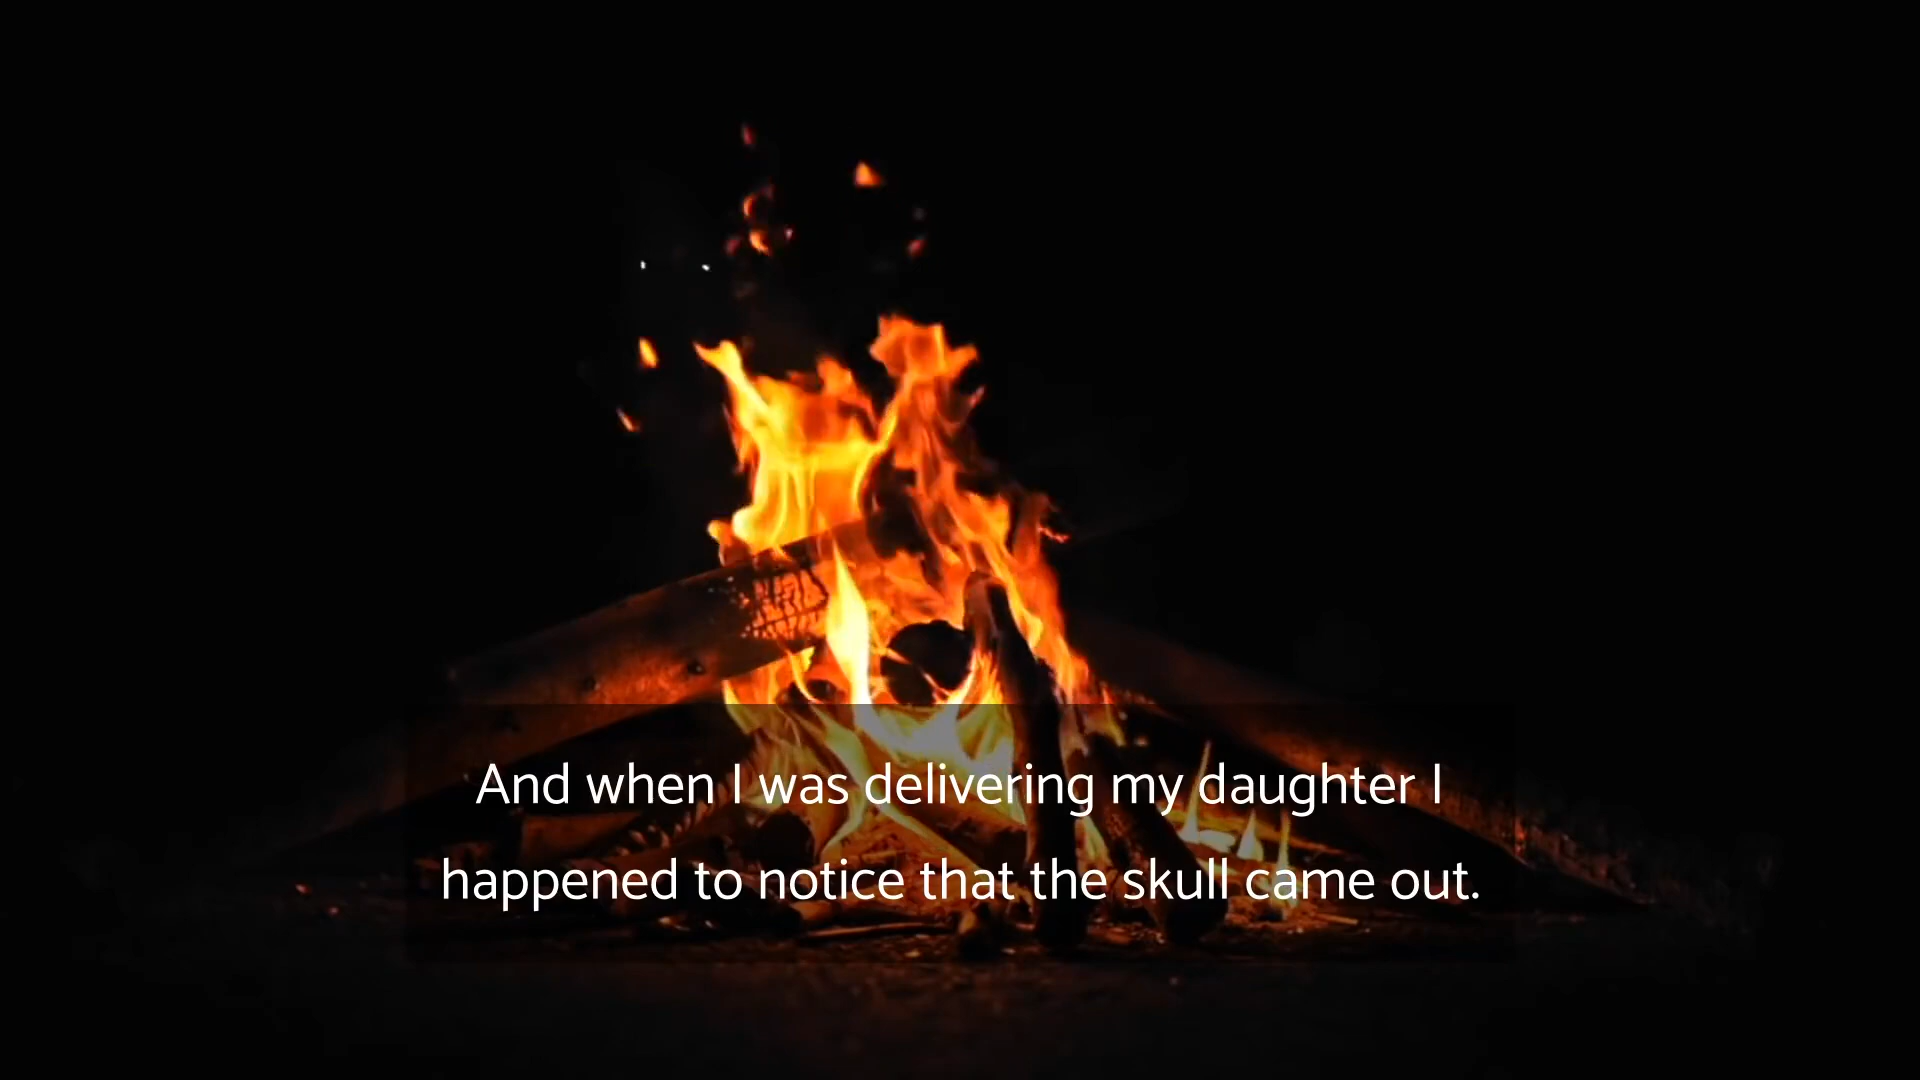 And when I was delivering my daughter I
happened to notice that the skull came out.